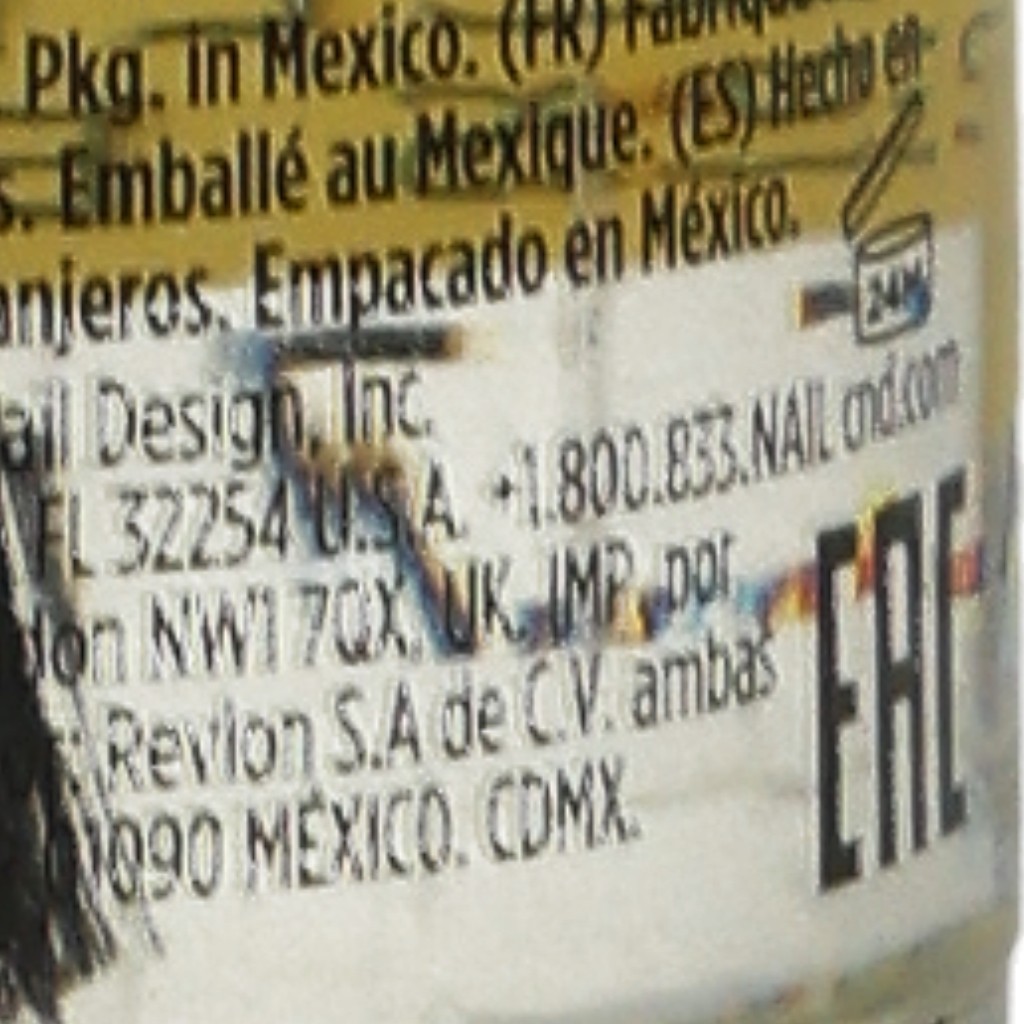 Pkg. in Mexico. (FR)
Emballé au Mexique. (ES) Hecho en
anjeros. Empacado en México.
24M
ail Design, Inc.
FL 32254 U.S.A. +1.800.833.NAIL cnd.com
don NW1 7QX, UK. IMP. por
Revlon S.A de C.V. ambas
090 MÉXICO. CDMX.
EAC